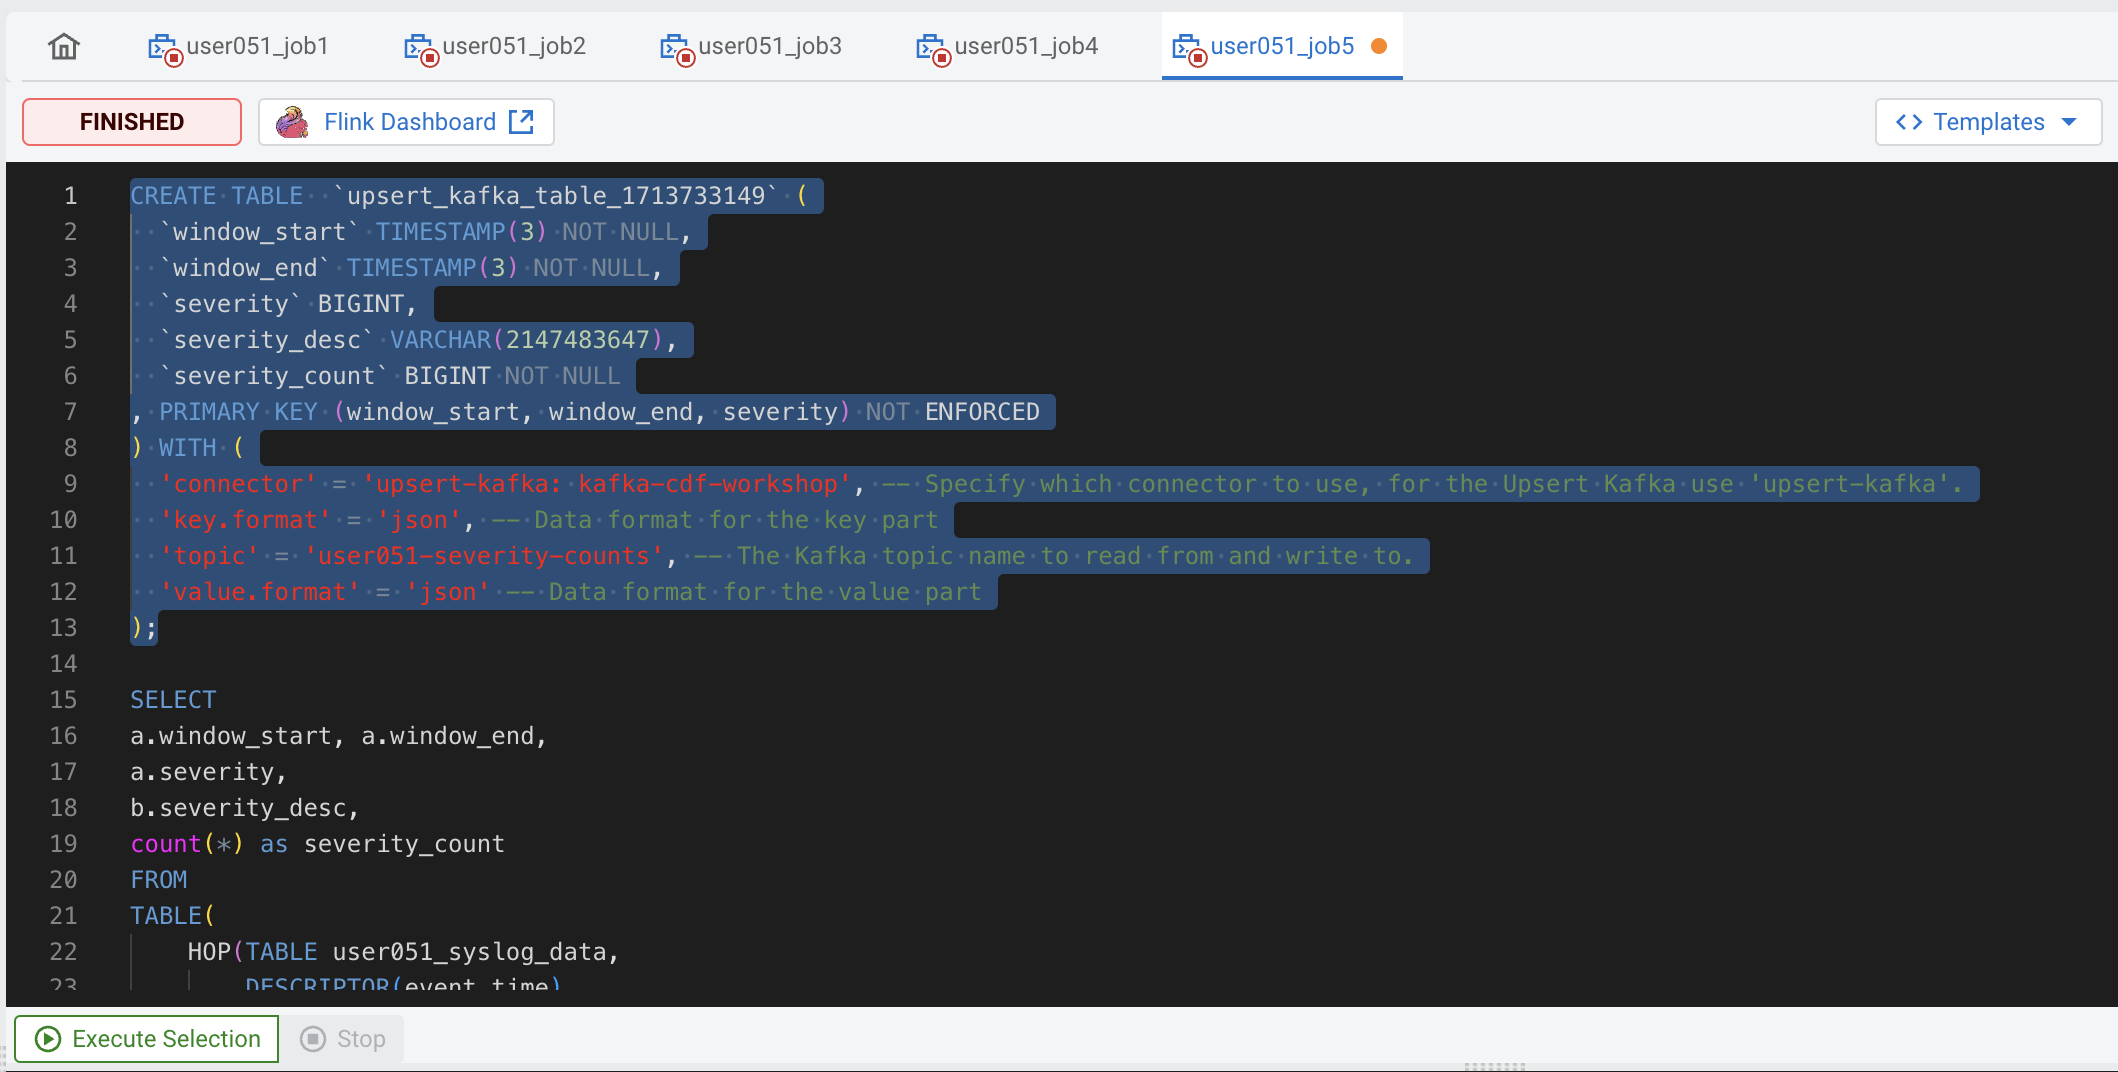 user051_job1 user051_job2 user051_job3 user051_job4 user051_job5
FINISHED Flink Dashboard <> Templates
1 CREATE TABLE  `upsert_kafka_table_1713733149` (
2   `window_start` TIMESTAMP(3) NOT NULL,
3   `window_end` TIMESTAMP(3) NOT NULL,
4   `severity` BIGINT,
5   `severity_desc` VARCHAR(2147483647),
6   `severity_count` BIGINT NOT NULL
7 , PRIMARY KEY (window_start, window_end, severity) NOT ENFORCED
8 ) WITH (
9   'connector' = 'upsert-kafka: kafka-cdf-workshop', -- Specify which connector to use, for the Upsert Kafka use 'upsert-kafka'.
10   'key.format' = 'json', -- Data format for the key part
11   'topic' = 'user051-severity-counts', -- The Kafka topic name to read from and write to.
12   'value.format' = 'json' -- Data format for the value part
13 );
14
15 SELECT
16 a.window_start, a.window_end,
17 a.severity,
18 b.severity_desc,
19 count(*) as severity_count
20 FROM
21 TABLE(
22     HOP(TABLE user051_syslog_data,
23         DESCRIPTOR(event_time)
Execute Selection Stop